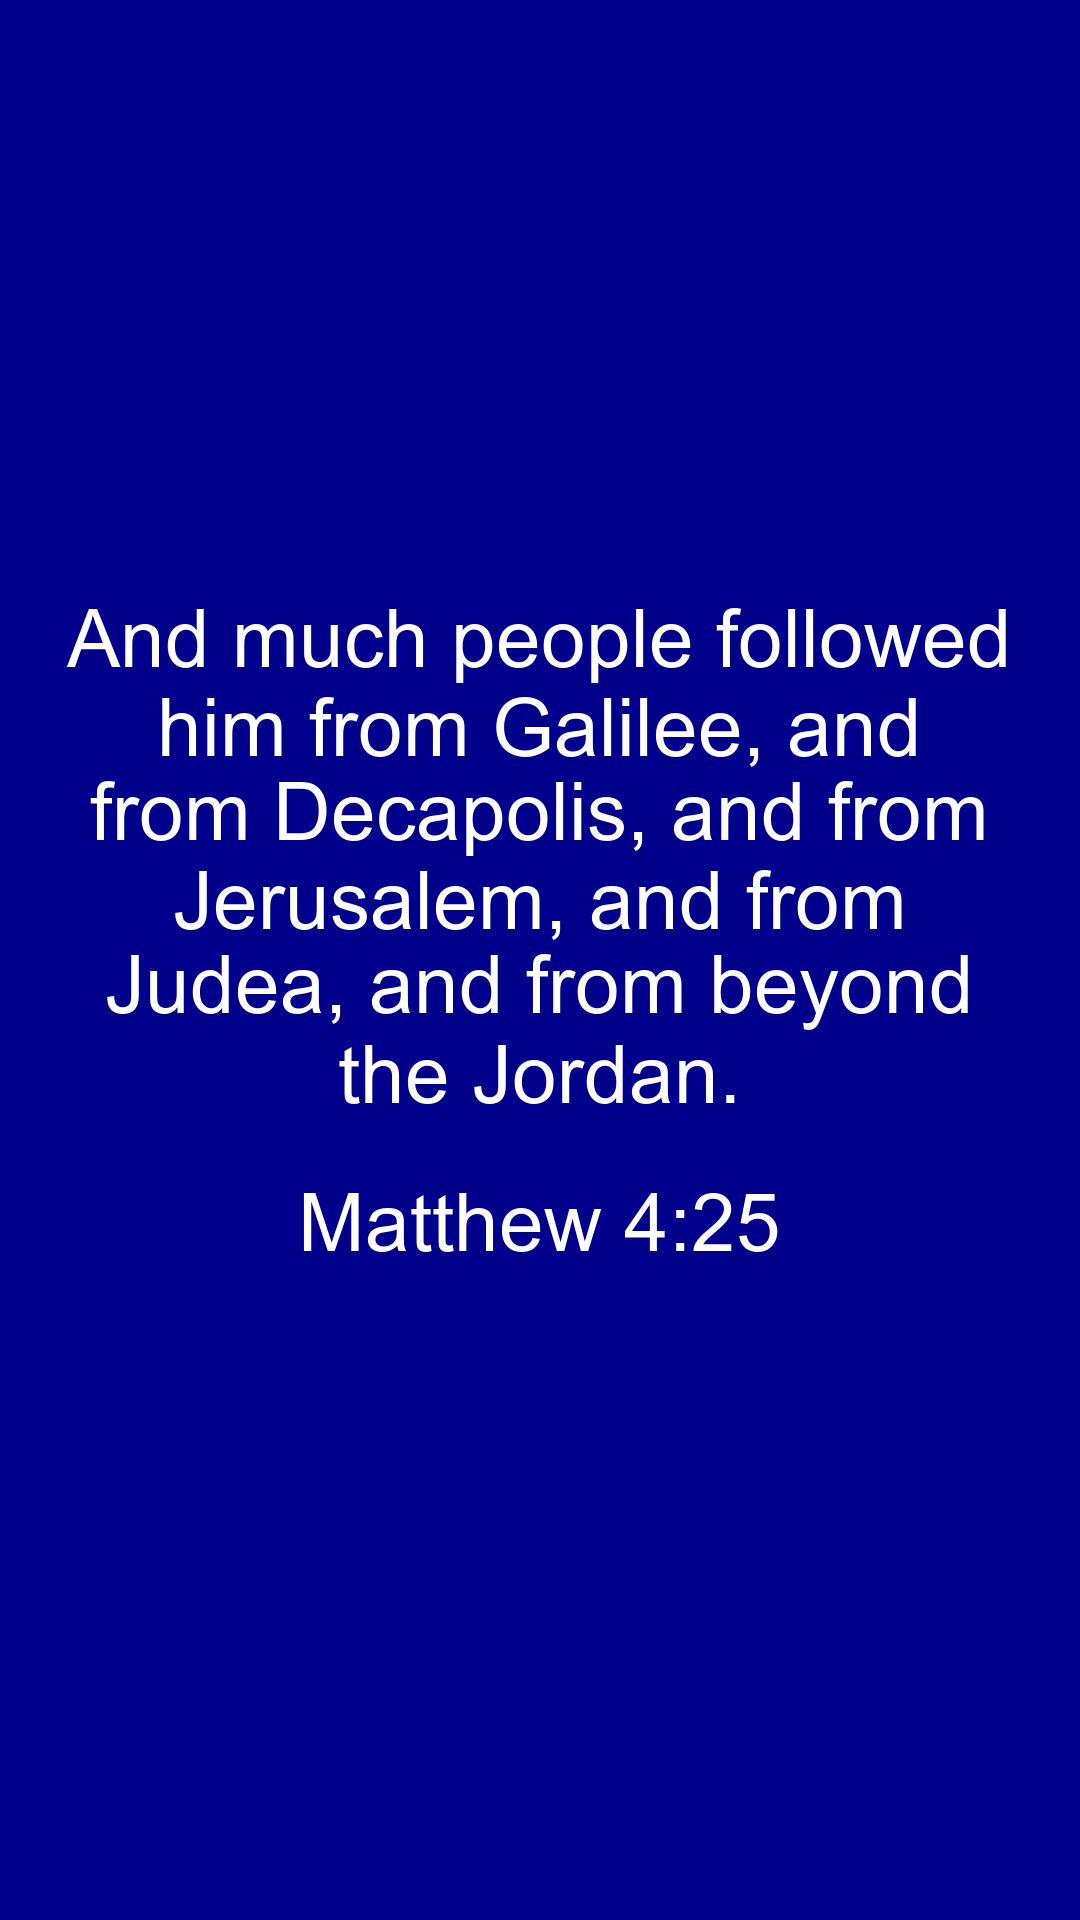 And much people followed
him from Galilee, and
from Decapolis, and from
Jerusalem, and from
Judea, and from beyond
the Jordan.
Matthew 4:25